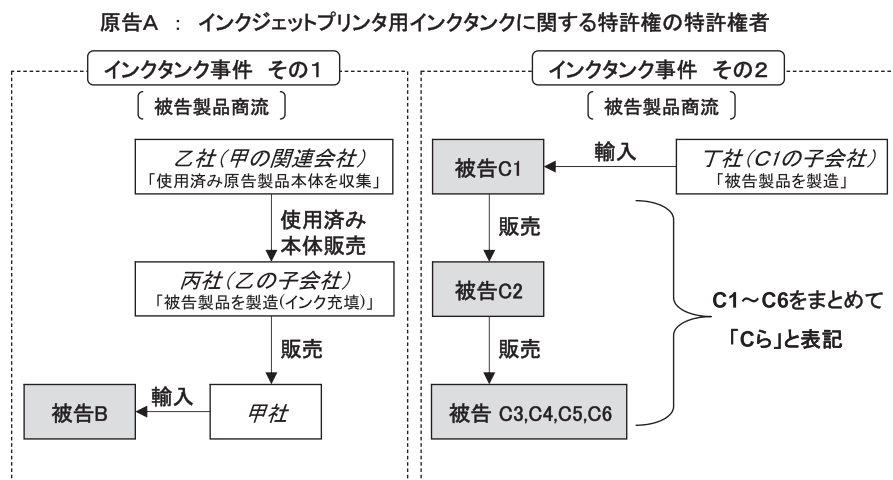 原告A ： インクジェットプリンタ用インクタンクに関する特許権の特許権者
インクタンク事件 その１
［ 被告製品商流 ］
乙社（甲の関連会社）
「使用済み原告製品本体を収集」
使用済み
本体販売
丙社（乙の子会社）
「被告製品を製造（インク充填）」
販売
被告B
輸入
甲社
インクタンク事件 その２
［ 被告製品商流 ］
被告C1
輸入
丁社（C1の子会社）
「被告製品を製造」
販売
被告C2
販売
被告 C3,C4,C5,C6
C1～C6をまとめて
「Cら」と表記